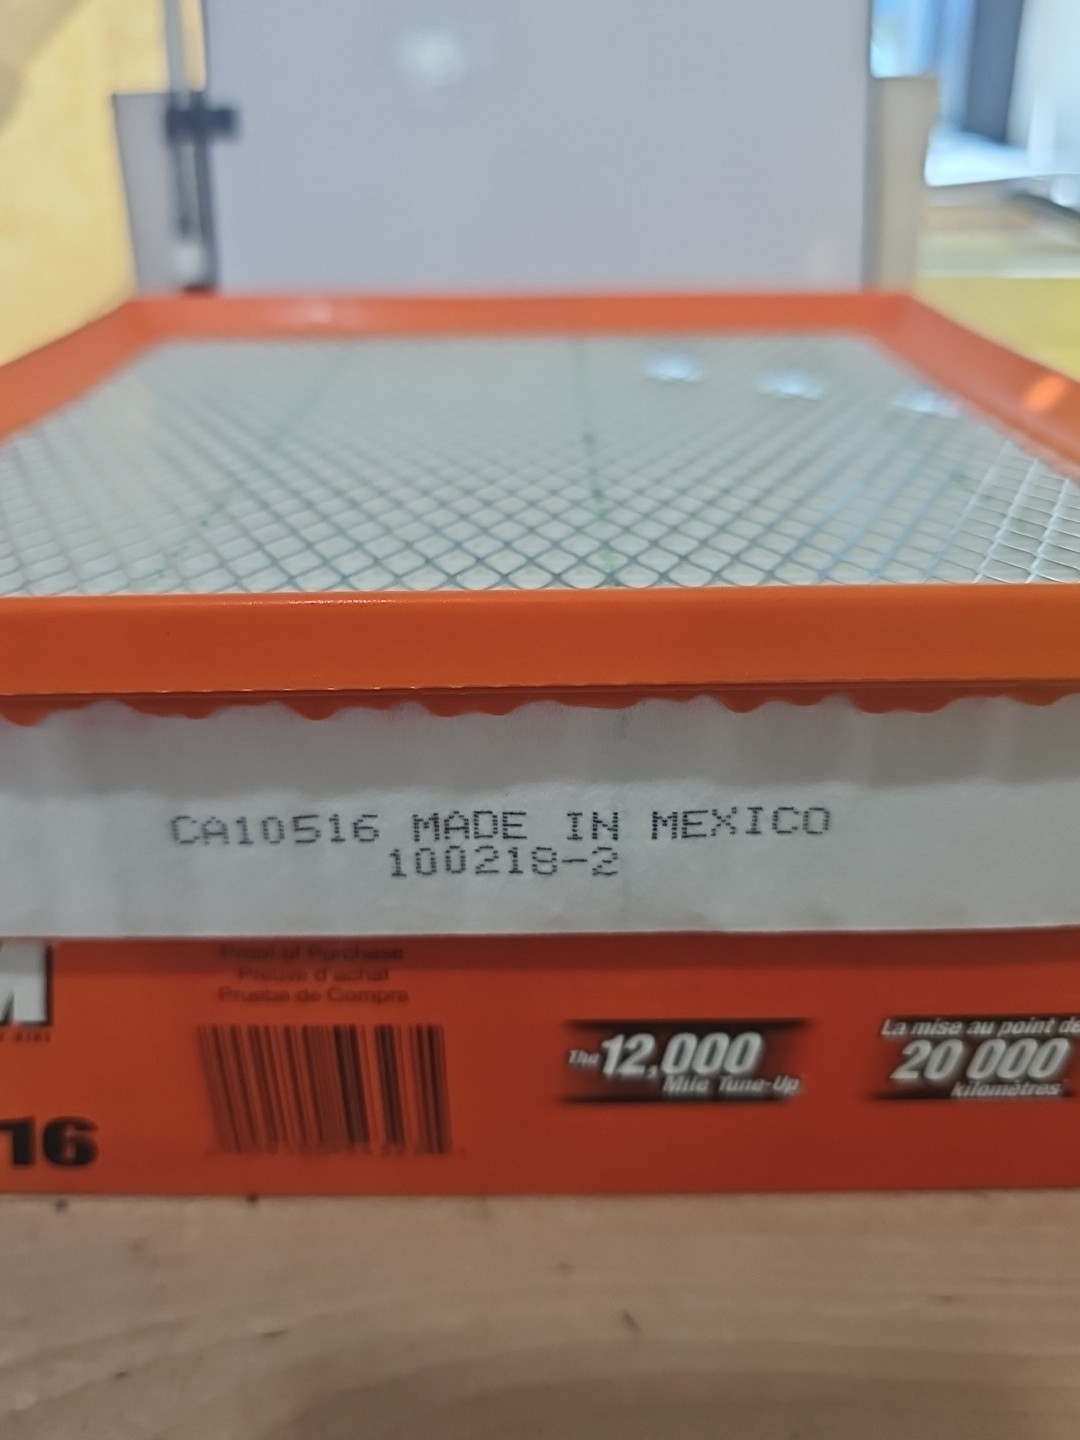 CA10516 MADE IN MEXICO
100218-2
M
Proof of Purchase
Preuve d'achat
Prueba de Compra
The 12,000
Mile Tune-Up
La mise au point de
20 000
kilomètres
16